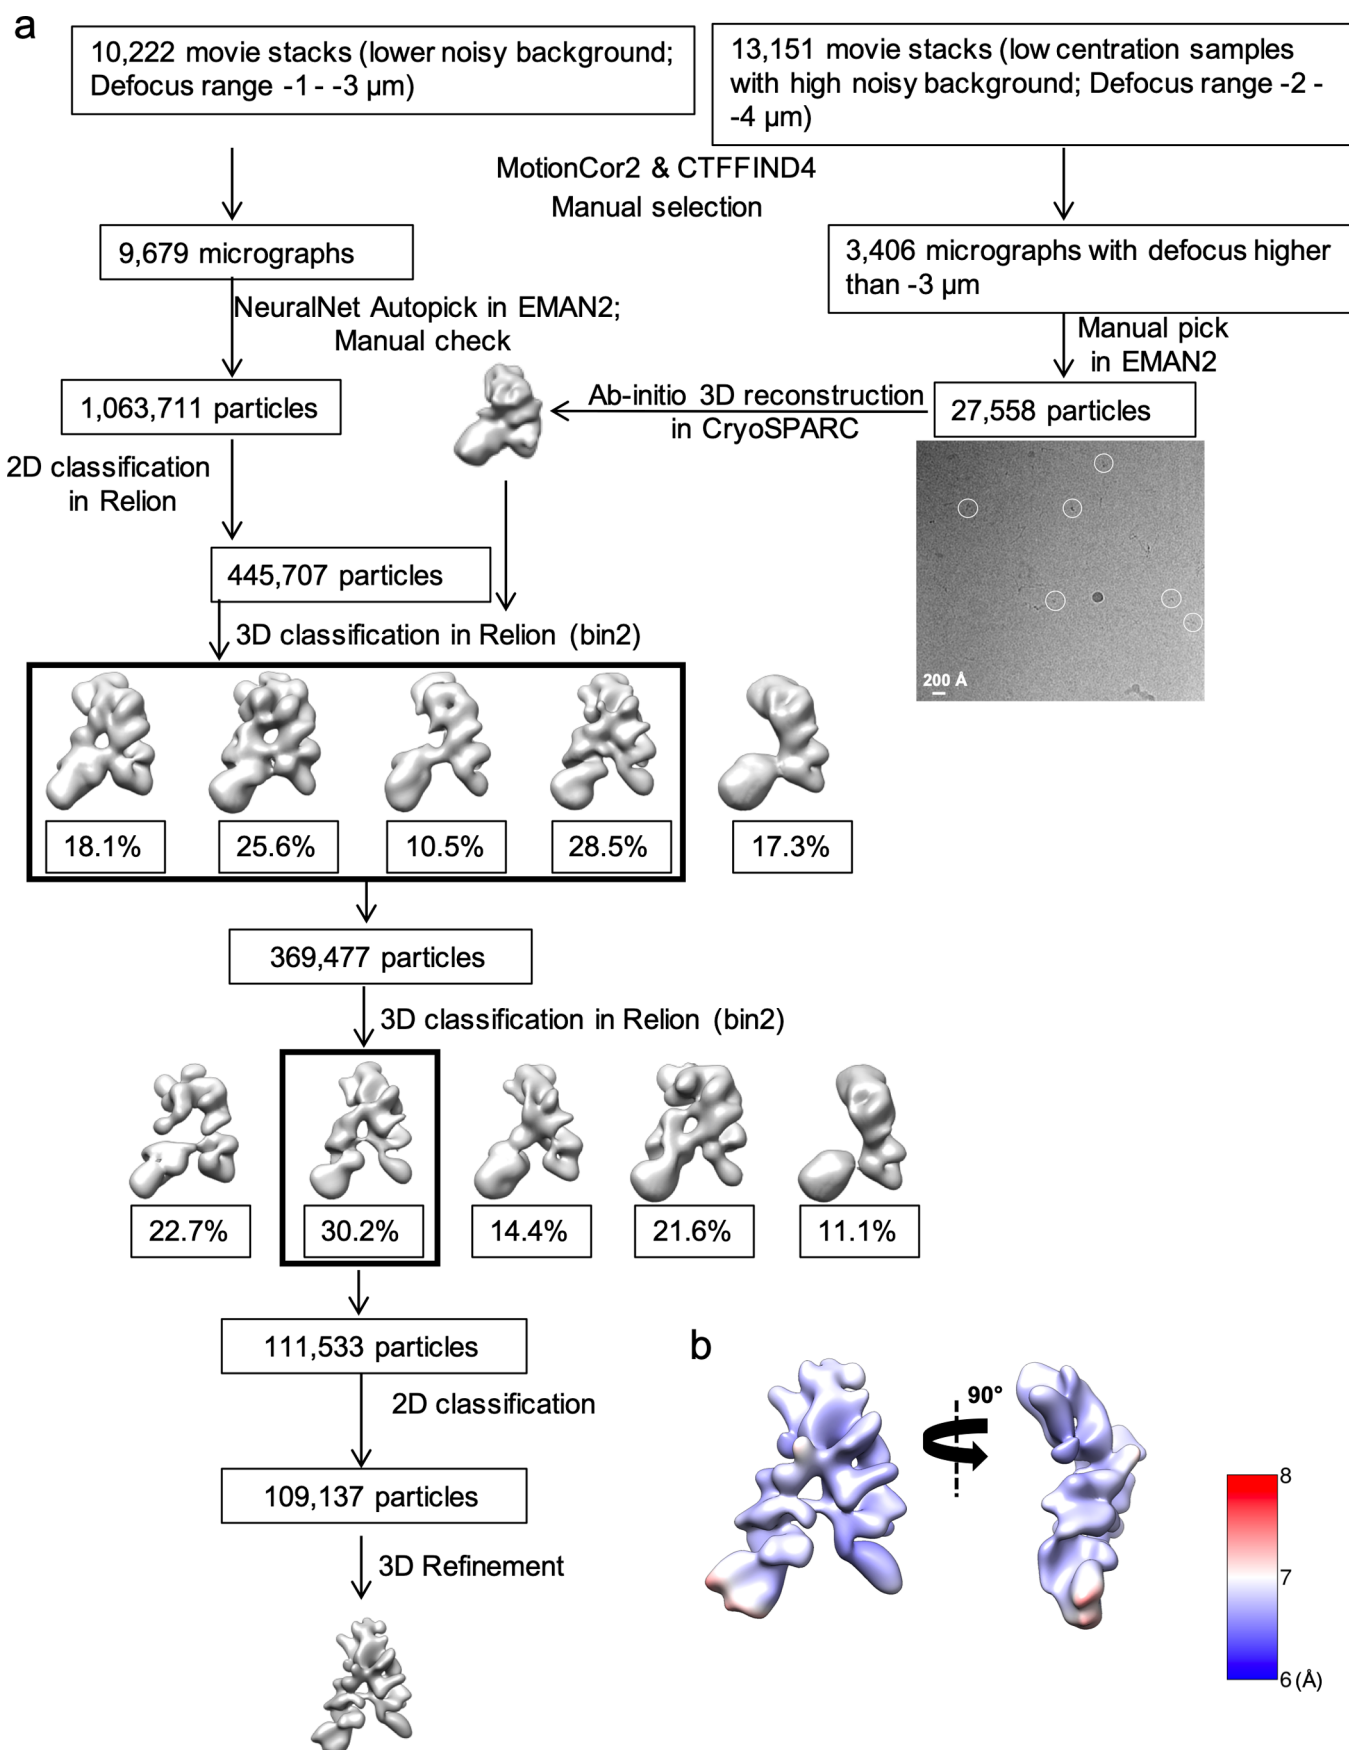 a
10,222 movie stacks (lower noisy background;
Defocus range -1 - -3 µm)
13,151 movie stacks (low centration samples
with high noisy background; Defocus range -2 -
-4 µm)
MotionCor2 & CTFFIND4
Manual selection
9,679 micrographs
3,406 micrographs with defocus higher
than -3 µm
NeuralNet Autopick in EMAN2;
Manual check
Manual pick
in EMAN2
1,063,711 particles
Ab-initio 3D reconstruction
in CryoSPARC
27,558 particles
2D classification
in Relion
445,707 particles
200 Å
3D classification in Relion (bin2)
18.1%
25.6%
10.5%
28.5%
17.3%
369,477 particles
3D classification in Relion (bin2)
22.7%
30.2%
14.4%
21.6%
11.1%
111,533 particles
2D classification
109,137 particles
3D Refinement
b
90°
8
7
6 (Å)